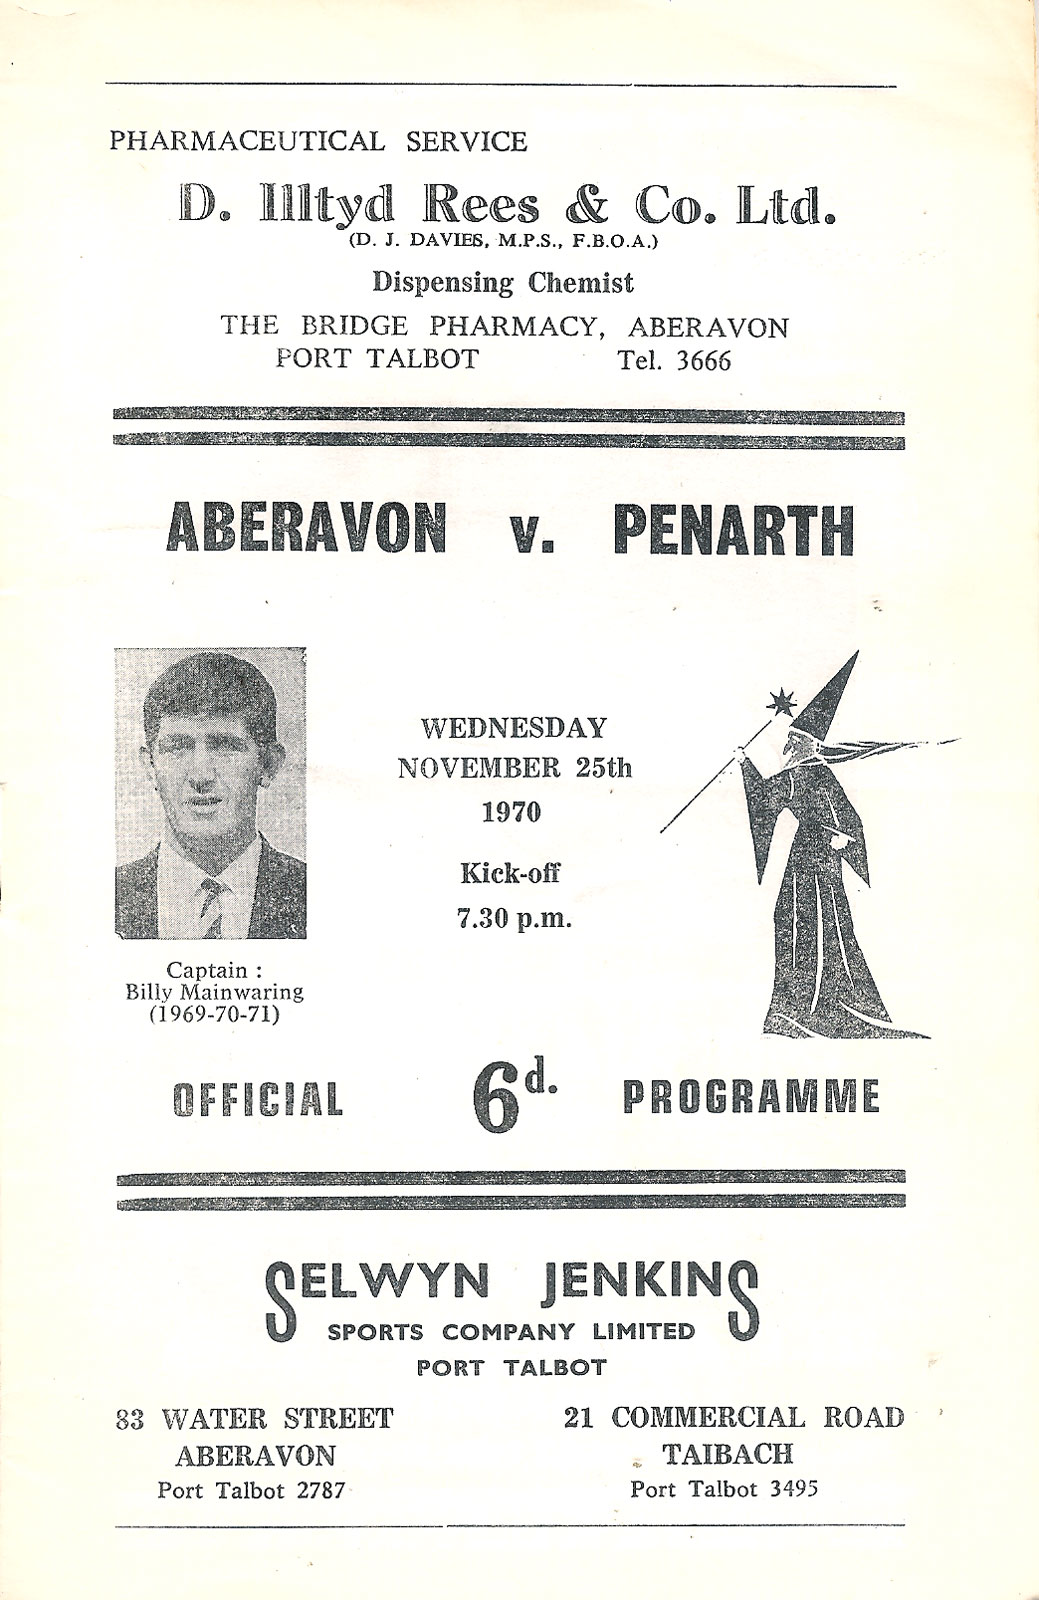 PHARMACEUTICAL SERVICE
D. Illtyd Rees & Co. Ltd.
(D. J. DAVIES, M.P.S., F.B.O.A.)
Dispensing Chemist
THE BRIDGE PHARMACY, ABERAVON
PORT TALBOT Tel. 3666
ABERAVON v. PENARTH
WEDNESDAY
NOVEMBER 25th
1970
Kick-off
7.30 p.m.
Captain :
Billy Mainwaring
(1969-70-71)
OFFICIAL 6d. PROGRAMME
SELWYN JENKINS
SPORTS COMPANY LIMITED
PORT TALBOT
83 WATER STREET
ABERAVON
Port Talbot 2787
21 COMMERCIAL ROAD
TAIBACH
Port Talbot 3495